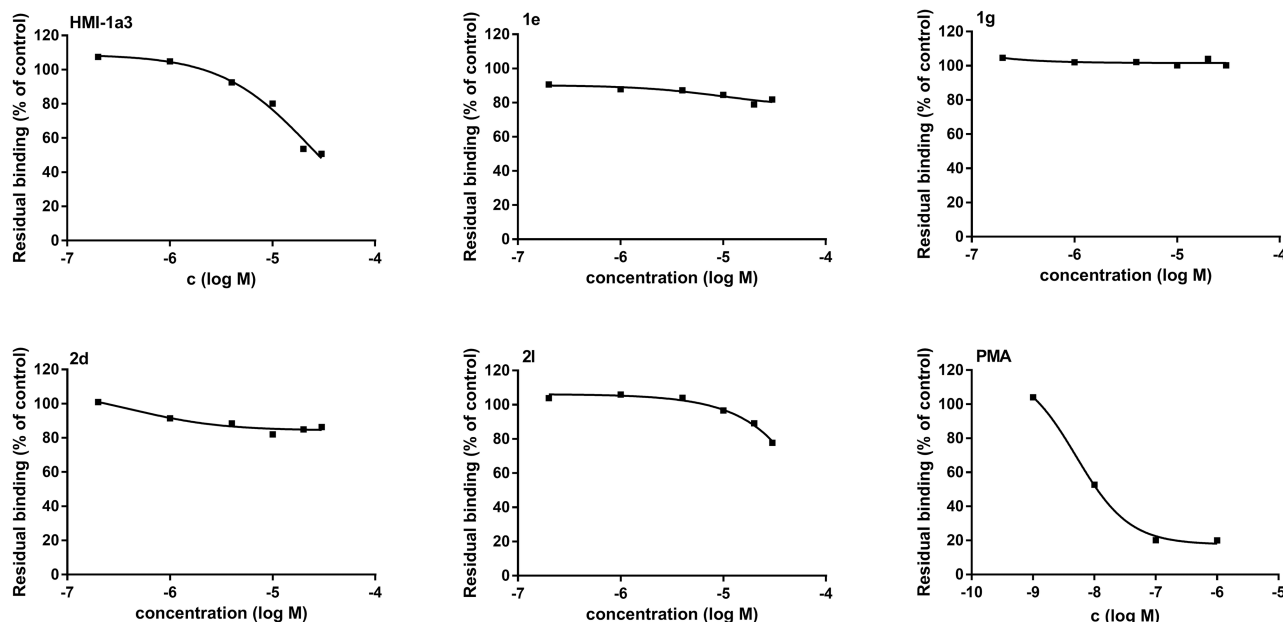 HMI-1a3
Residual binding (% of control)
120
100
80
60
40
20
0
-7 -6 -5 -4
c (log M)
1e
Residual binding (% of control)
120
100
80
60
40
20
0
-7 -6 -5 -4
concentration (log M)
1g
Residual binding (% of control)
120
100
80
60
40
20
0
-7 -6 -5 -4
concentration (log M)
2d
Residual binding (% of control)
120
100
80
60
40
20
0
-7 -6 -5 -4
concentration (log M)
2l
Residual binding (% of control)
120
100
80
60
40
20
0
-7 -6 -5 -4
concentration (log M)
PMA
Residual binding (% of control)
120
100
80
60
40
20
0
-10 -9 -8 -7 -6 -5
c (log M)